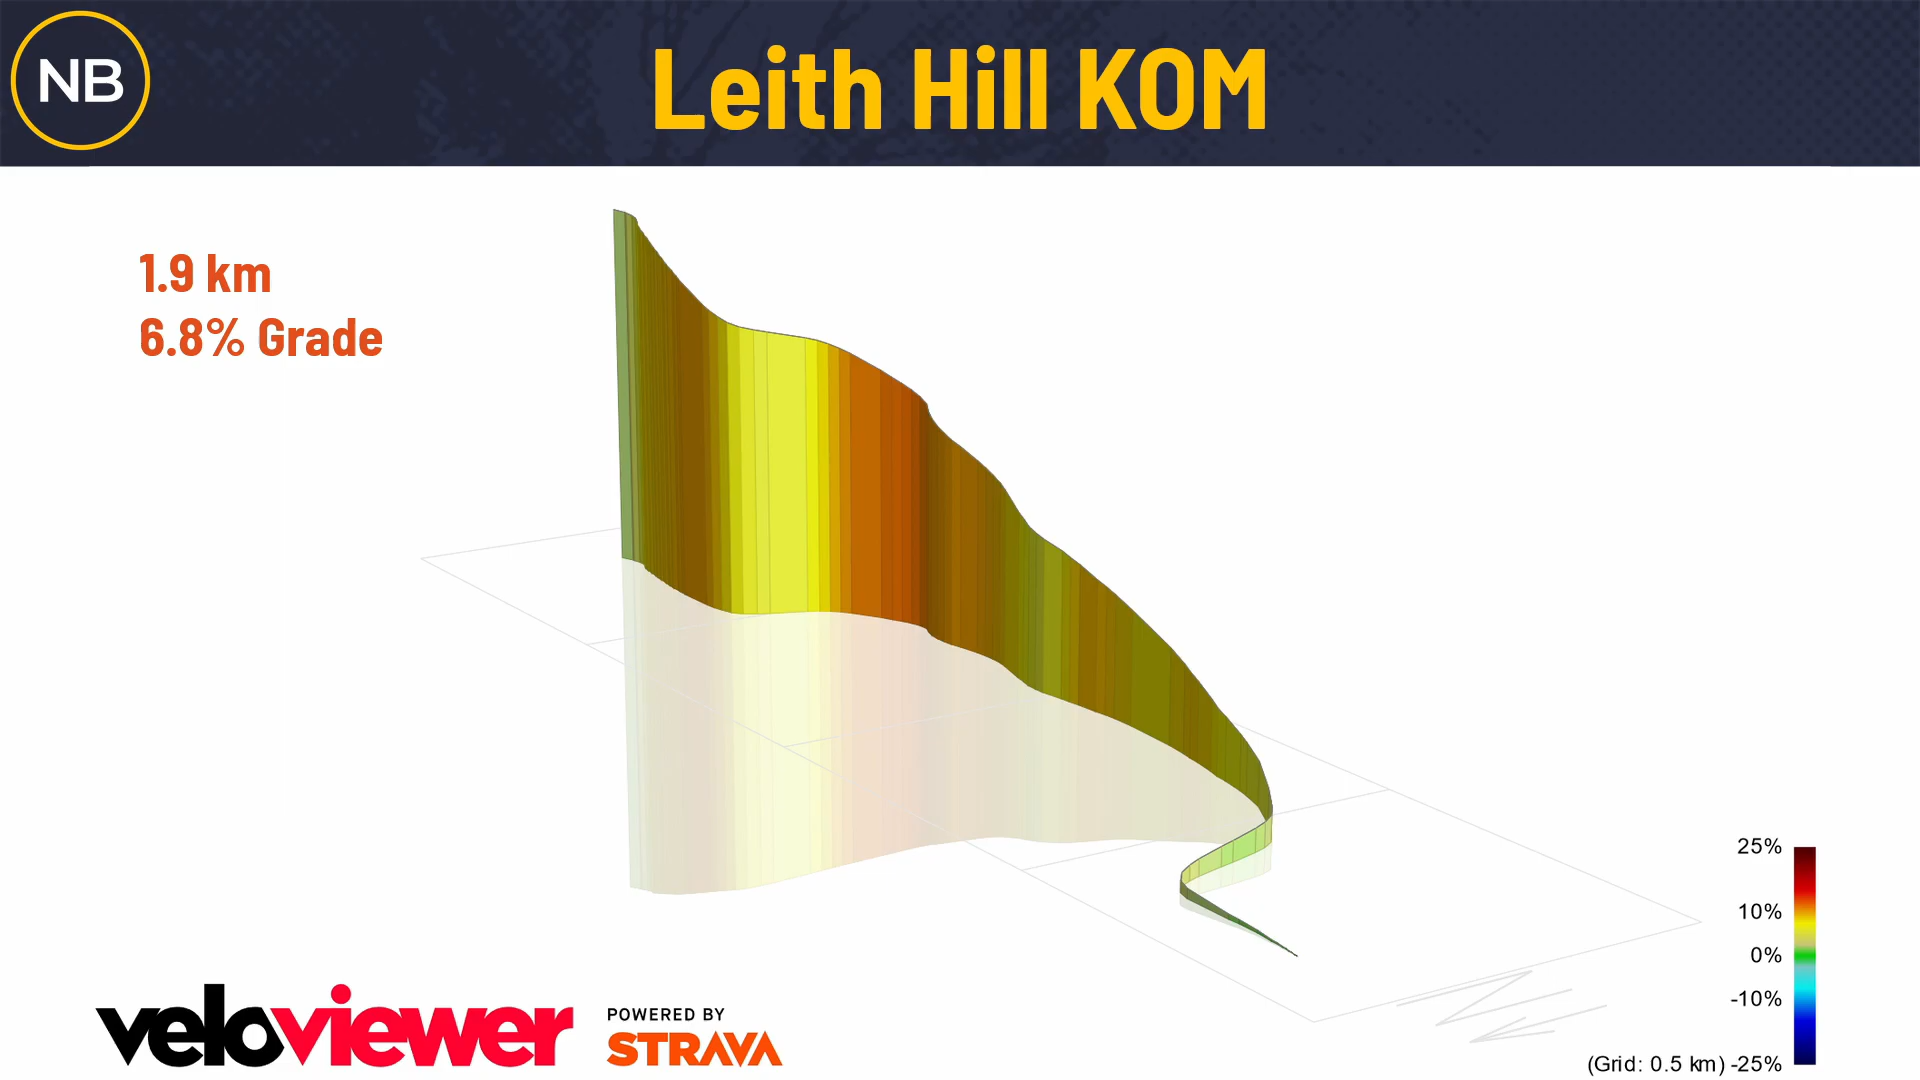 NB
Leith Hill KOM
1.9 km
6.8% Grade
25%
10%
0%
-10%
(Grid: 0.5 km) -25%
veloviewer
POWERED BY
STRAVA